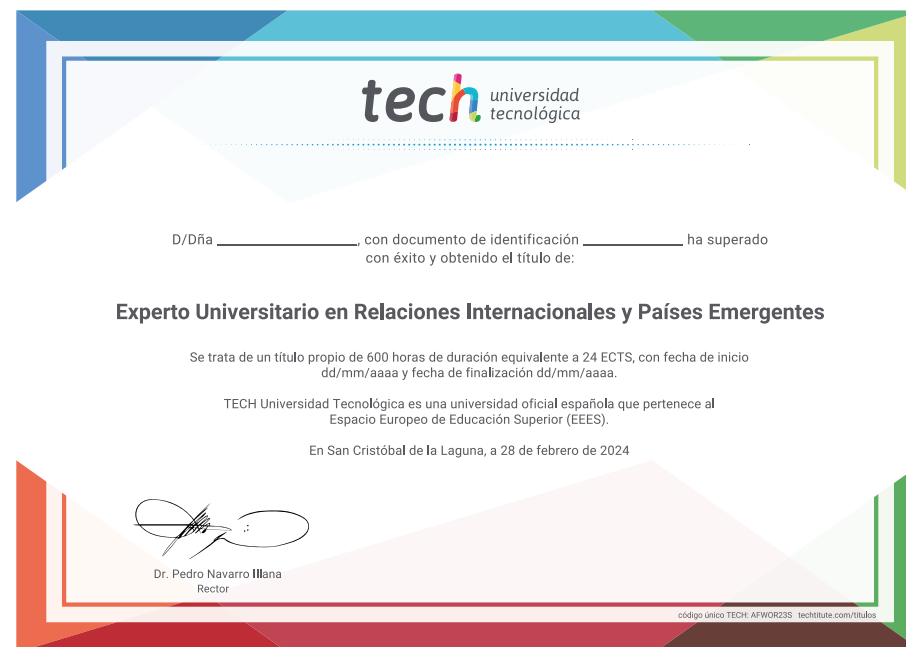 tech universidad
tecnológica
D/Dña ____________________, con documento de identificación ______________ ha superado
con éxito y obtenido el título de:
Experto Universitario en Relaciones Internacionales y Países Emergentes
Se trata de un título propio de 600 horas de duración equivalente a 24 ECTS, con fecha de inicio
dd/mm/aaaa y fecha de finalización dd/mm/aaaa.
TECH Universidad Tecnológica es una universidad oficial española que pertenece al
Espacio Europeo de Educación Superior (EEES).
En San Cristóbal de la Laguna, a 28 de febrero de 2024
Dr. Pedro Navarro Illana
Rector
código único TECH: AFWOR23S techtitute.com/titulos